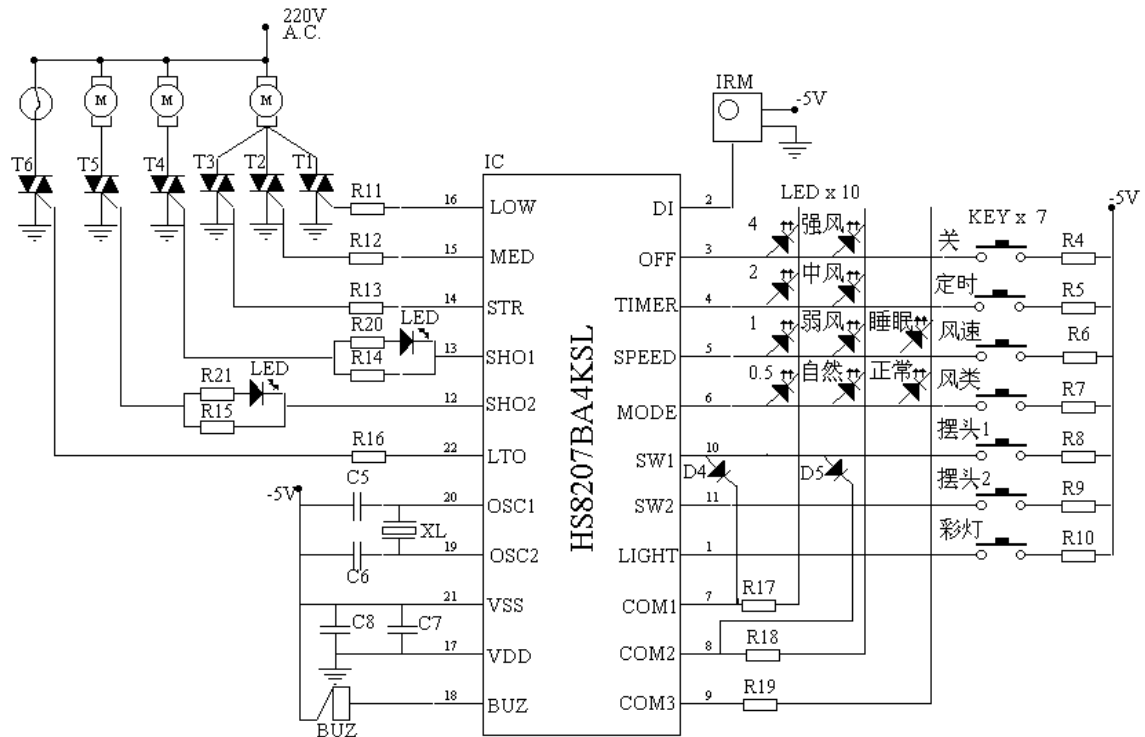 220V
A.C.
IRM
-5V
M M M
T6 T5 T4 T3 T2 T1
IC
HS8207BA4KSL
R11 16 LOW
R12 15 MED
R13 14 STR
R20 LED
R14 13 SHO1
R21 LED
R15 12 SHO2
R16 22 LTO
-5V C5 20 OSC1
XL
C6 19 OSC2
21 VSS
C8 C7
17 VDD
18 BUZ
BUZ
DI 2
LED x 10
KEY x 7
-5V
OFF 3 4 强风 关 R4
TIMER 4 2 中风 定时 R5
SPEED 5 1 弱风 睡眠 风速 R6
MODE 6 0.5 自然 正常 风类 R7
SW1 10 D4 D5 摆头1 R8
SW2 11 摆头2 R9
LIGHT 1 彩灯 R10
COM1 7 R17
COM2 8 R18
COM3 9 R19